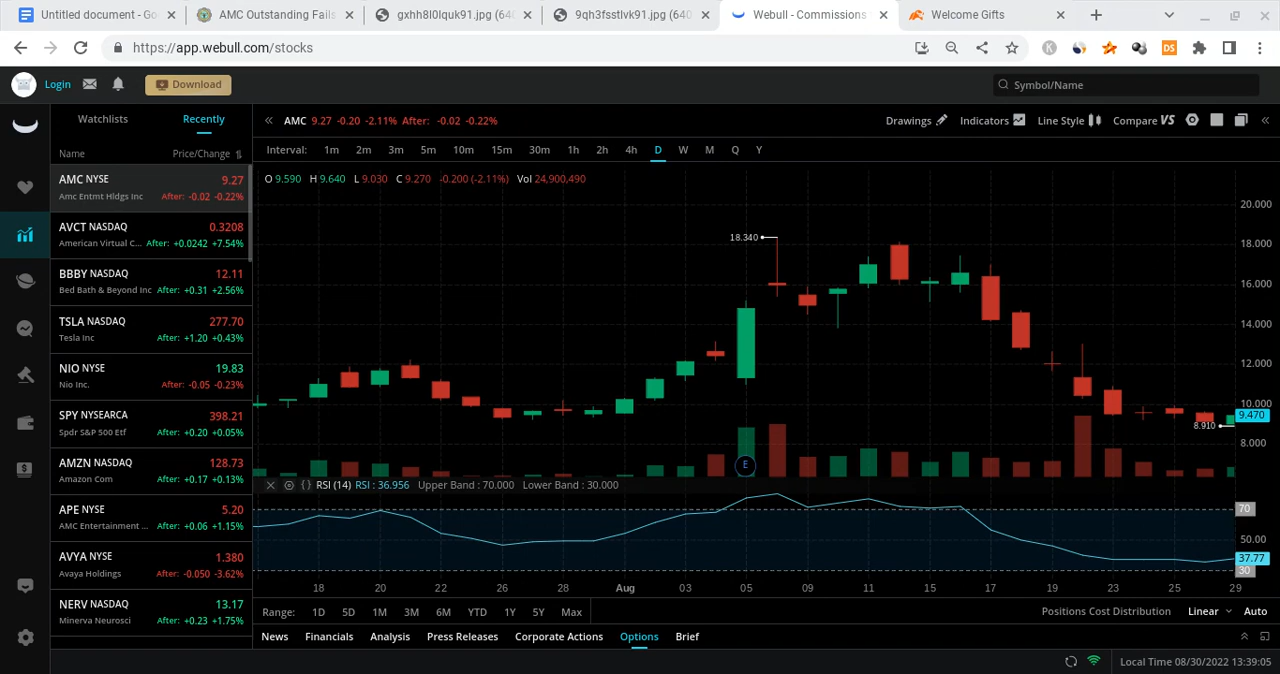 Untitled document - Go
AMC Outstanding Fails
gxhh8l0lquk91.jpg (640
9qh3fsstlvk91.jpg (640
Webull - Commissions
Welcome Gifts
https://app.webull.com/stocks
K
DS
Login
Download
Symbol/Name
Watchlists
Recently
Name
Price/Change
AMC NYSE 9.27
Amc Entmt Hldgs Inc After: -0.02 -0.22%
AVCT NASDAQ 0.3208
American Virtual C... After: +0.0242 +7.54%
BBBY NASDAQ 12.11
Bed Bath & Beyond Inc After: +0.31 +2.56%
TSLA NASDAQ 277.70
Tesla Inc After: +1.20 +0.43%
NIO NYSE 19.83
Nio Inc. After: -0.05 -0.23%
SPY NYSEARCA 398.21
Spdr S&P 500 Etf After: +0.20 +0.05%
AMZN NASDAQ 128.73
Amazon Com After: +0.17 +0.13%
APE NYSE 5.20
AMC Entertainment ... After: +0.06 +1.15%
AVYA NYSE 1.380
Avaya Holdings After: -0.050 -3.62%
NERV NASDAQ 13.17
Minerva Neurosci After: +0.23 +1.75%
AMC 9.27 -0.20 -2.11% After: -0.02 -0.22%
Drawings Indicators Line Style Compare VS
Interval: 1m 2m 3m 5m 10m 15m 30m 1h 2h 4h D W M Q Y
O 9.590 H 9.640 L 9.030 C 9.270 -0.200 (-2.11%) Vol 24,900,490
20.000
18.340
18.000
16.000
14.000
12.000
10.000
9.470
8.910
8.000
E
RSI (14) RSI : 36.956 Upper Band : 70.000 Lower Band : 30.000
70
50.00
37.77
30
18 20 22 26 28 Aug 03 05 09 11 15 17 19 23 25 29
Range: 1D 5D 1M 3M 6M YTD 1Y 5Y Max
Positions Cost Distribution Linear Auto
News Financials Analysis Press Releases Corporate Actions Options Brief
Local Time 08/30/2022 13:39:05